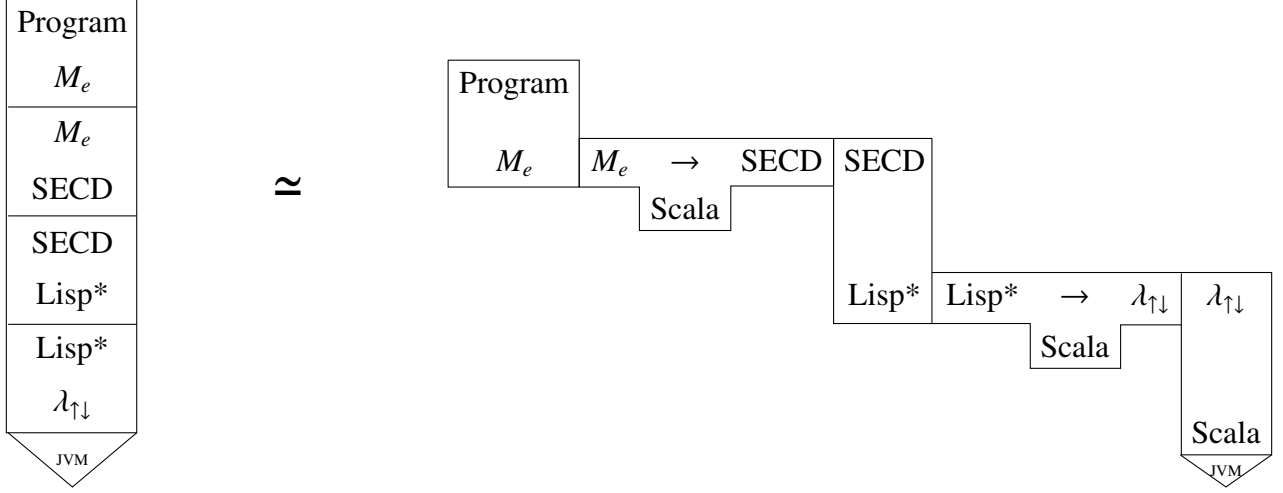 Program
M_e
M_e
SECD
SECD
Lisp*
Lisp*
λ↑↓
JVM
≃
Program
M_e M_e → SECD SECD
Scala
Lisp* Lisp* → λ↑↓ λ↑↓
Scala
Scala
JVM